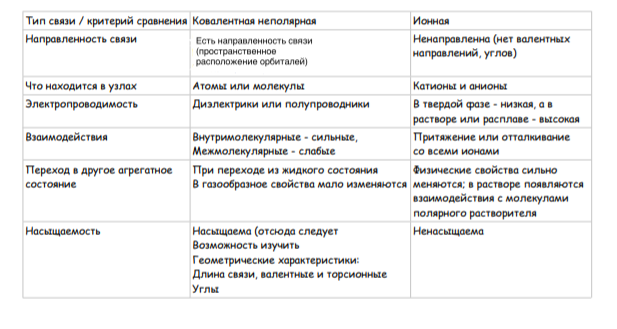 Тип связи / критерий сравнения Ковалентная неполярная Ионная
Направленность связи
Есть направленность связи
(пространственное
расположение орбиталей)
Ненаправленна (нет валентных
направлений, углов)
Что находится в узлах Атомы или молекулы Катионы и анионы
Электропроводимость Диэлектрики или полупроводники
В твердой фазе - низкая, а в
растворе или расплаве - высокая
Взаимодействия
Внутримолекулярные - сильные,
Межмолекулярные - слабые
Притяжение или отталкивание
со всеми ионами
Переход в другое агрегатное
состояние
При переходе из жидкого состояния
В газообразное свойства мало изменяются
Физические свойства сильно
меняются; в растворе появляются
взаимодействия с молекулами
полярного растворителя
Насыщаемость
Насыщаема (отсюда следует
Возможность изучить
Геометрические характеристики:
Длина связи, валентные и торсионные
Углы
Ненасыщаема